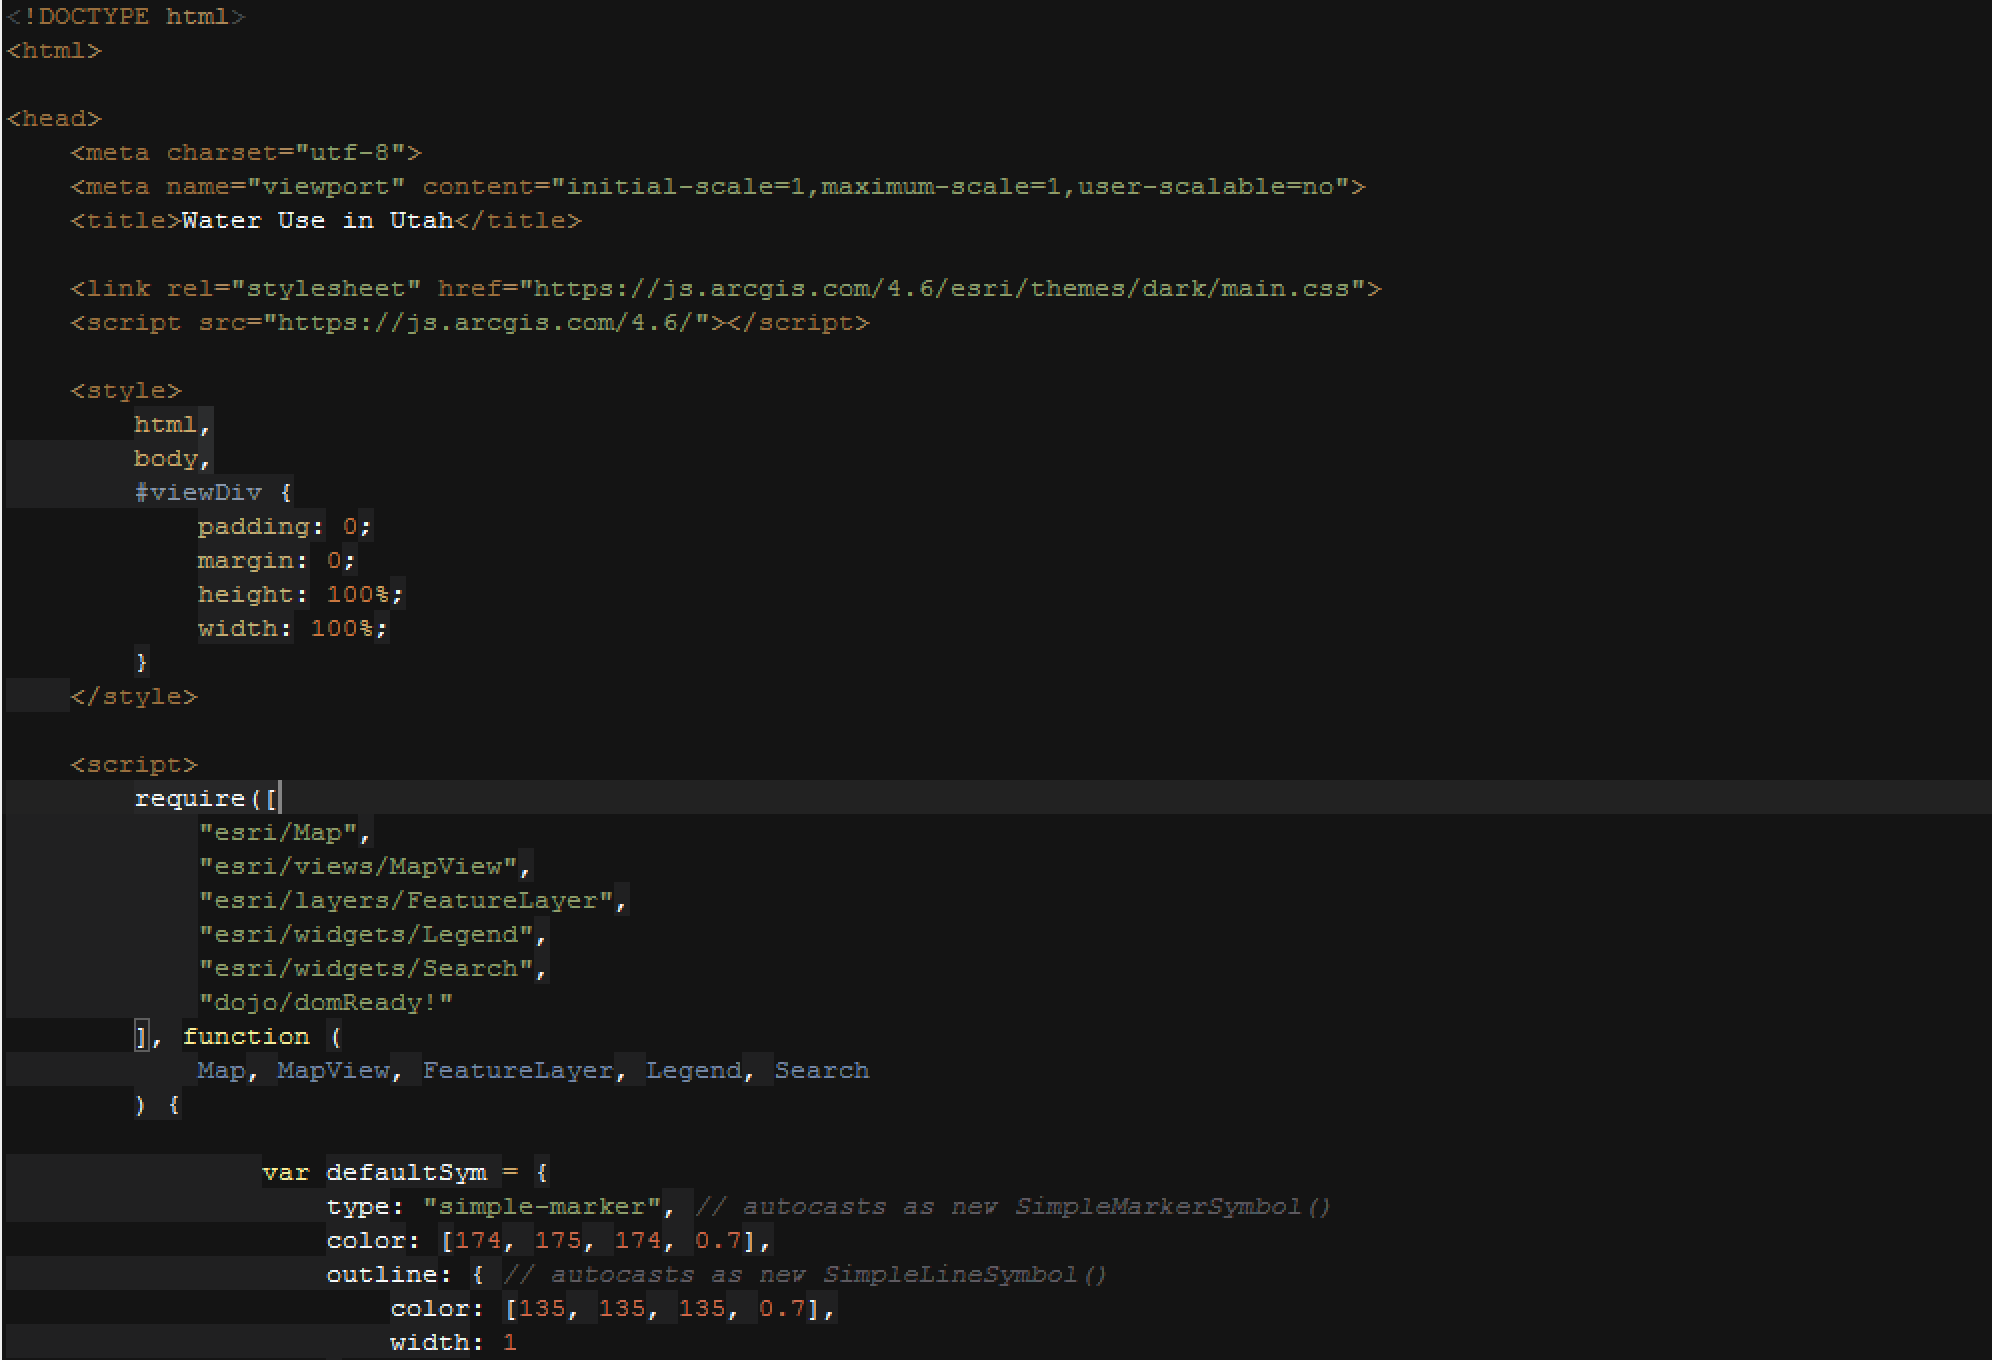 <!DOCTYPE html>
<html>
<head>
<meta charset="utf-8">
<meta name="viewport" content="initial-scale=1,maximum-scale=1,user-scalable=no">
<title>Water Use in Utah</title>
<link rel="stylesheet" href="https://js.arcgis.com/4.6/esri/themes/dark/main.css">
<script src="https://js.arcgis.com/4.6/"></script>
<style>
html,
body,
#viewDiv {
padding: 0;
margin: 0;
height: 100%;
width: 100%;
}
</style>
<script>
require([
"esri/Map",
"esri/views/MapView",
"esri/layers/FeatureLayer",
"esri/widgets/Legend",
"esri/widgets/Search",
"dojo/domReady!"
], function (
Map, MapView, FeatureLayer, Legend, Search
) {
var defaultSym = {
type: "simple-marker", // autocasts as new SimpleMarkerSymbol()
color: [174, 175, 174, 0.7],
outline: { // autocasts as new SimpleLineSymbol()
color: [135, 135, 135, 0.7],
width: 1